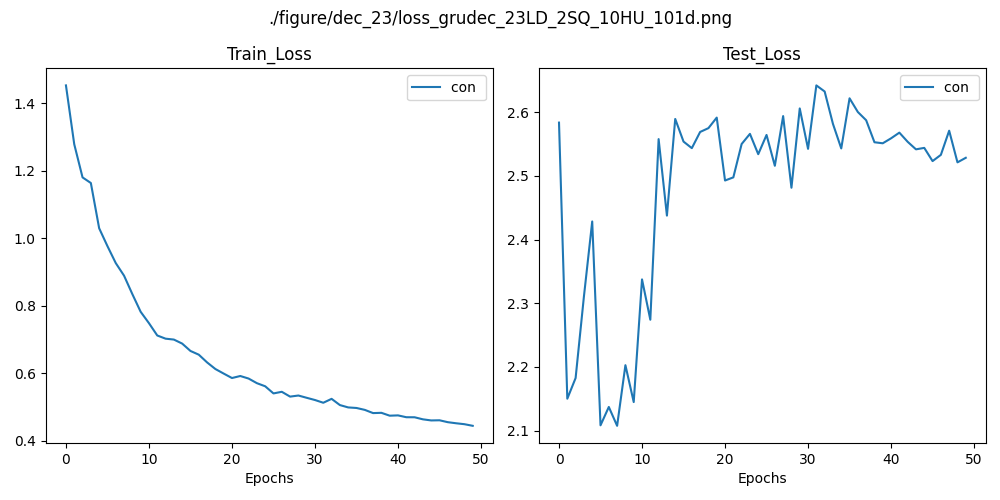 ./figure/dec_23/loss_grudec_23LD_2SQ_10HU_101d.png
Train_Loss
con
1.4
1.2
1.0
0.8
0.6
0.4
0 10 20 30 40 50
Epochs
Test_Loss
con
2.6
2.5
2.4
2.3
2.2
2.1
0 10 20 30 40 50
Epochs